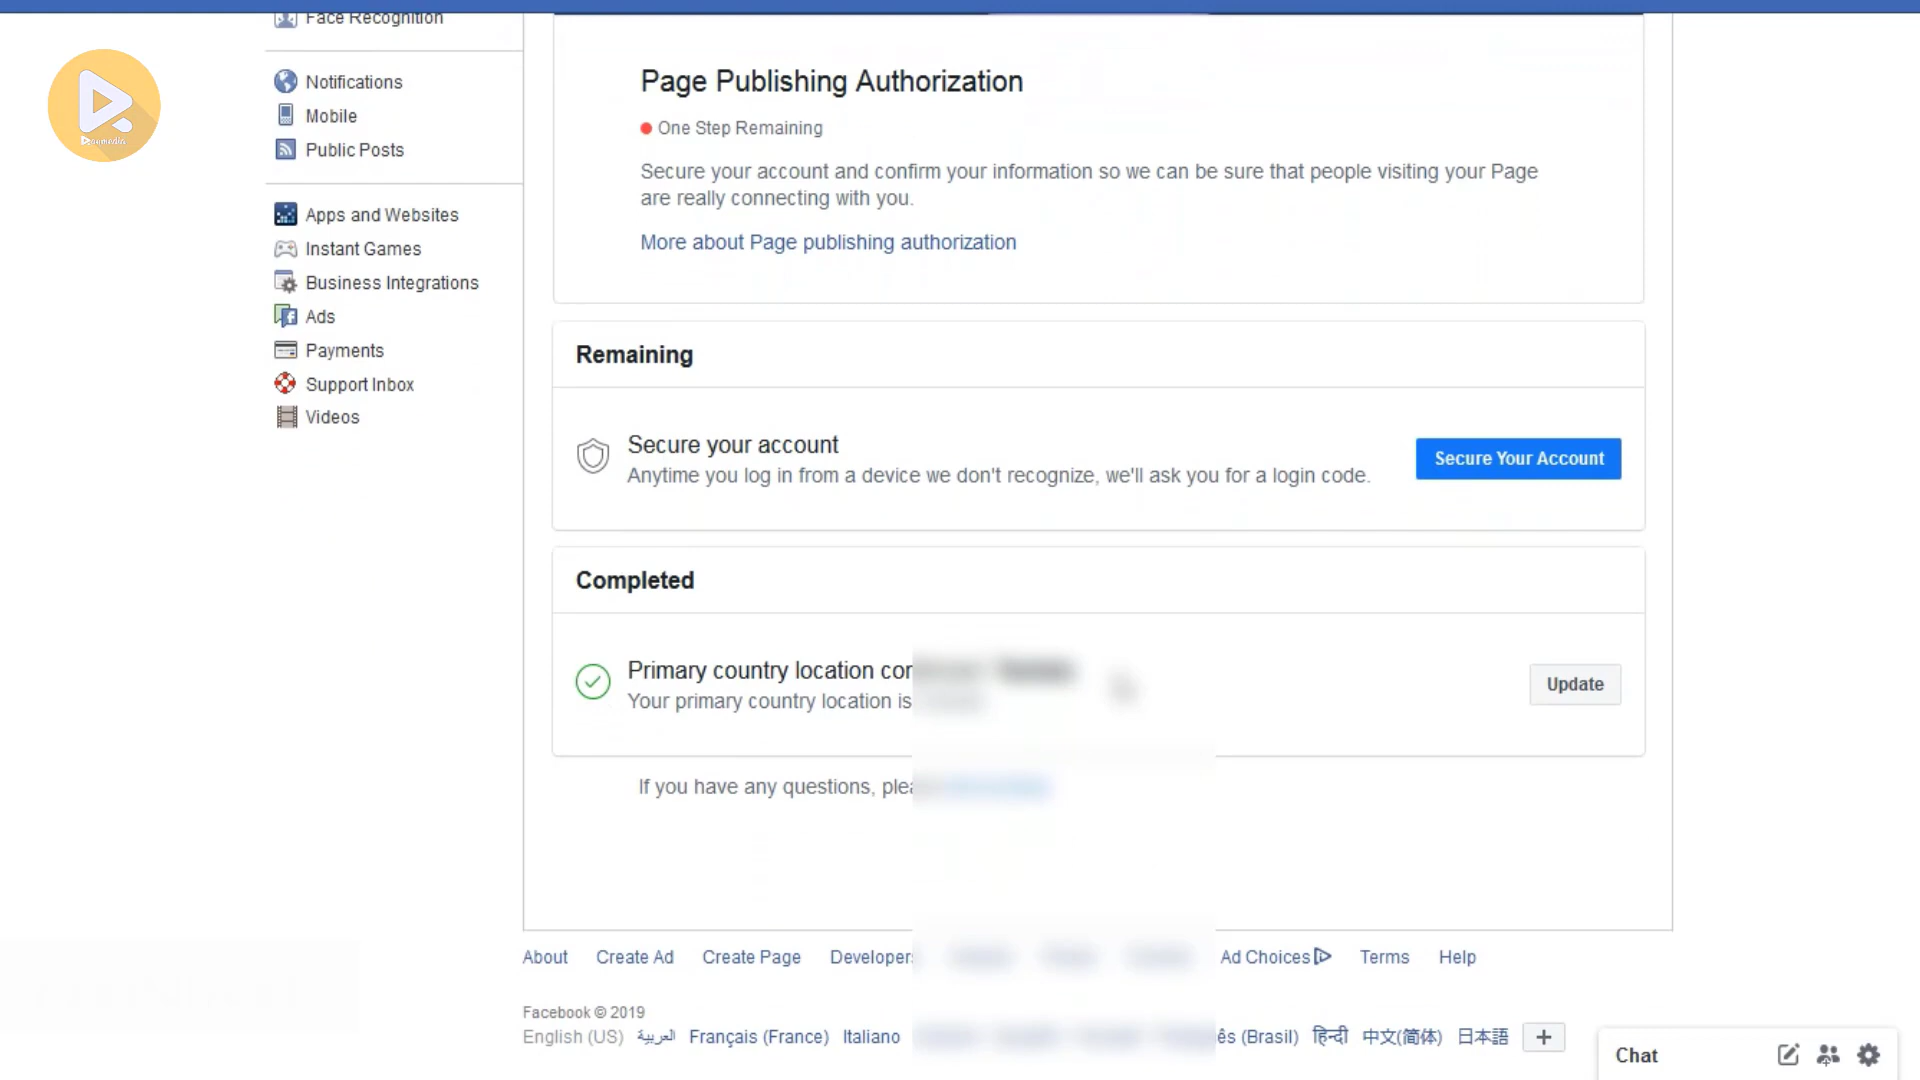 Face Recognition
Notifications
Mobile
Public Posts
Apps and Websites
Instant Games
Business Integrations
Ads
Payments
Support Inbox
Videos
Page Publishing Authorization
One Step Remaining
Secure your account and confirm your information so we can be sure that people visiting your Page
are really connecting with you.
More about Page publishing authorization
Remaining
Secure your account
Anytime you log in from a device we don't recognize, we'll ask you for a login code.
Secure Your Account
Completed
Primary country location
Your primary country location is
Update
If you have any questions,
About Create Ad Create Page Developers Ad Choices Terms Help
Facebook © 2019
English (US) العربية Français (France) Italiano (Brasil) हिन्दी 中文(简体) 日本語
Chat